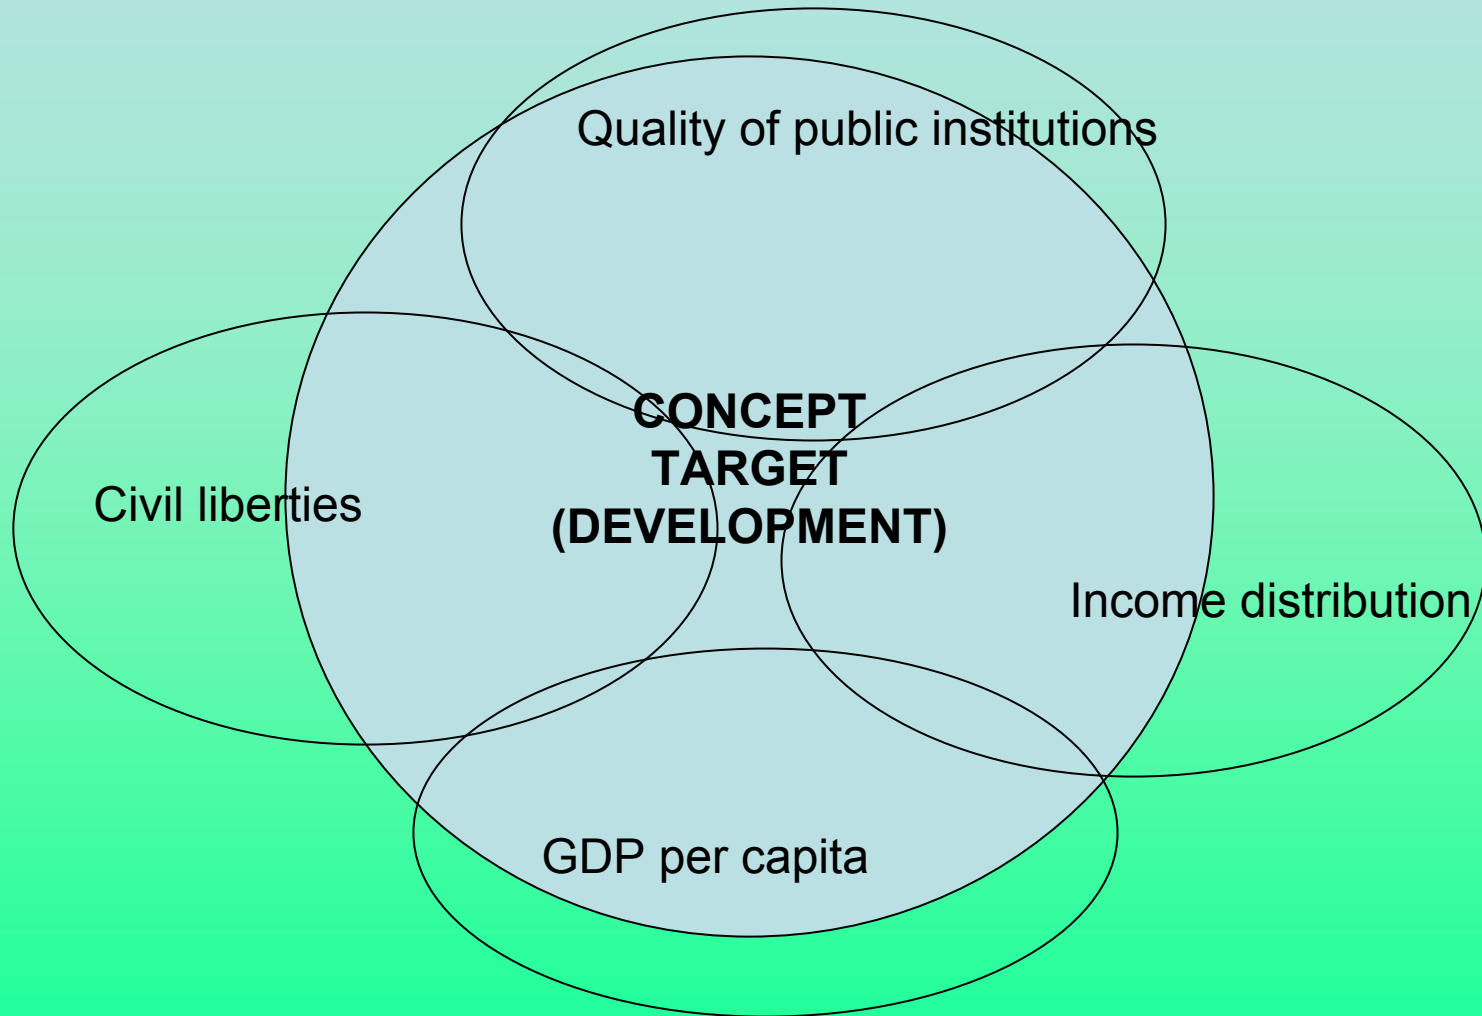 Quality of public institutions
CONCEPT
TARGET
(DEVELOPMENT)
Civil liberties
Income distribution
GDP per capita